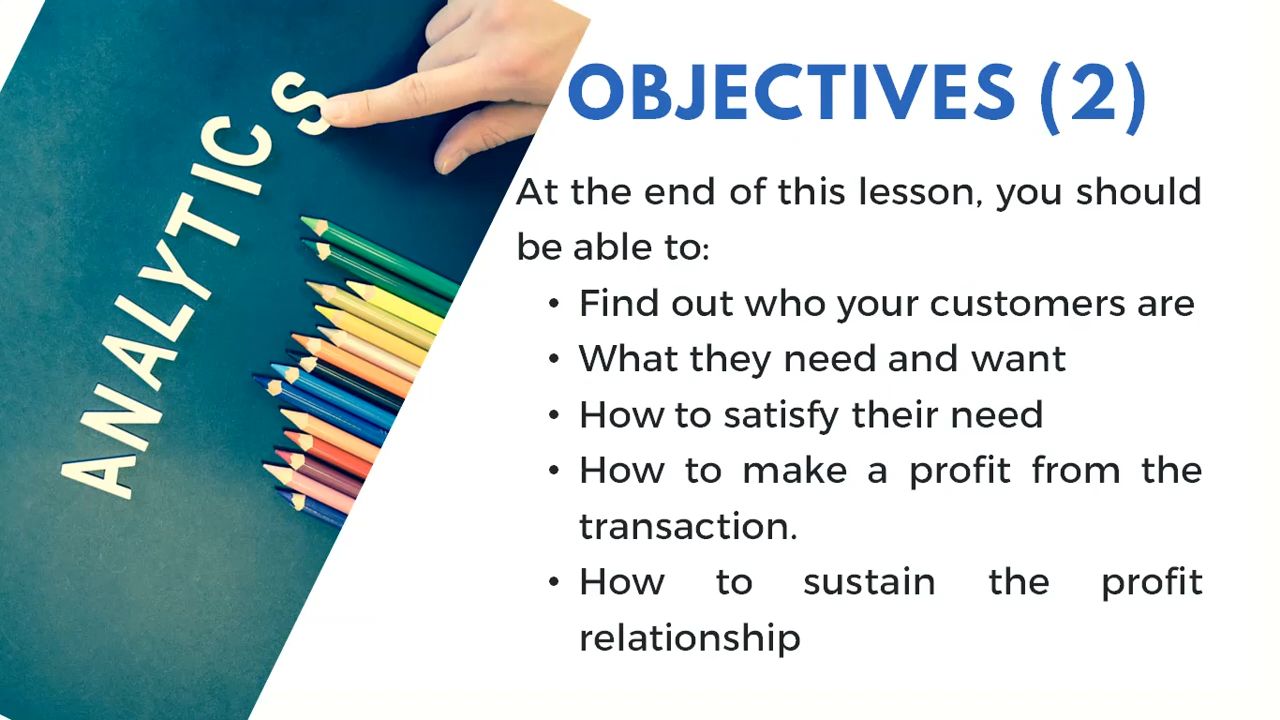 ANALYTICS
OBJECTIVES (2)
At the end of this lesson, you should
be able to:
• Find out who your customers are
• What they need and want
• How to satisfy their need
• How to make a profit from the
transaction.
• How to sustain the profit
relationship